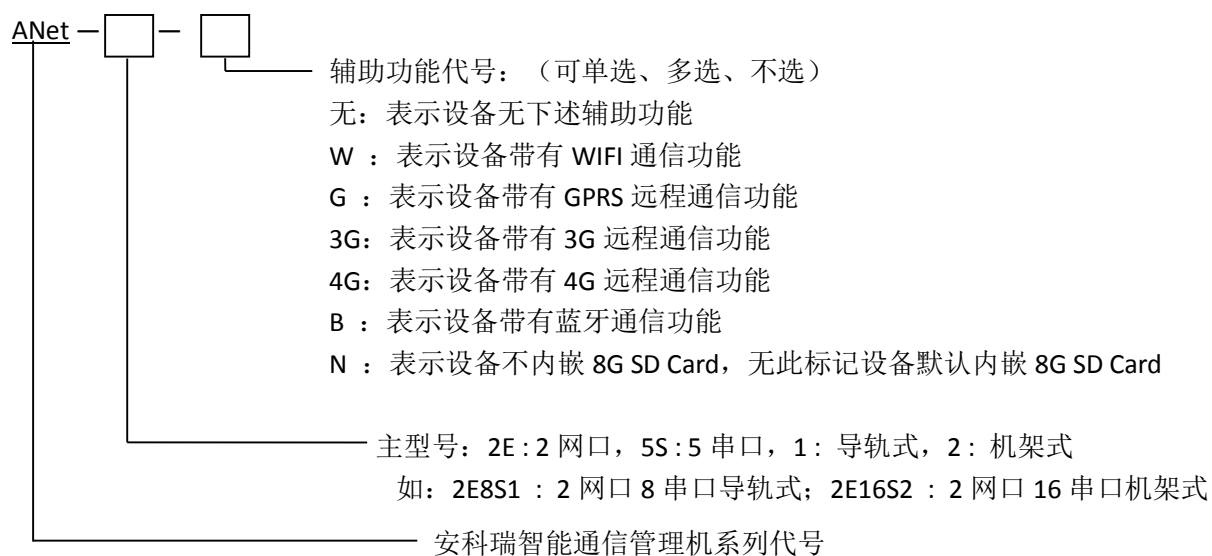 ANet — —
辅助功能代号：（可单选、多选、不选）
无：表示设备无下述辅助功能
W ：表示设备带有 WIFI 通信功能
G ：表示设备带有 GPRS 远程通信功能
3G：表示设备带有 3G 远程通信功能
4G：表示设备带有 4G 远程通信功能
B ：表示设备带有蓝牙通信功能
N ：表示设备不内嵌 8G SD Card，无此标记设备默认内嵌 8G SD Card
主型号：2E : 2 网口，5S : 5 串口，1 : 导轨式，2 : 机架式
如：2E8S1 : 2 网口 8 串口导轨式；2E16S2 : 2 网口 16 串口机架式
安科瑞智能通信管理机系列代号